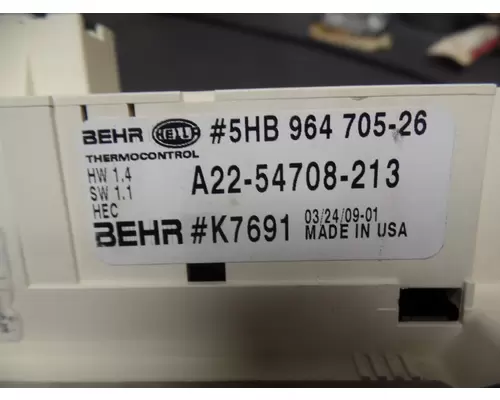 BEHR HELLA #5HB 964 705-26
THERMOCONTROL
HW 1.4
SW 1.1
HEC
A22-54708-213
BEHR #K7691
03/24/09-01
MADE IN USA